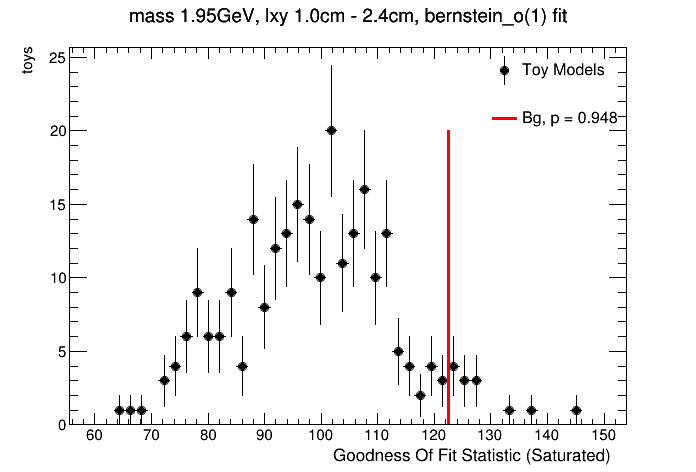 mass 1.95GeV, lxy 1.0cm - 2.4cm, bernstein_o(1) fit
toys
25
20
15
10
5
0
Toy Models
Bg, p = 0.948
60 70 80 90 100 110 120 130 140 150
Goodness Of Fit Statistic (Saturated)